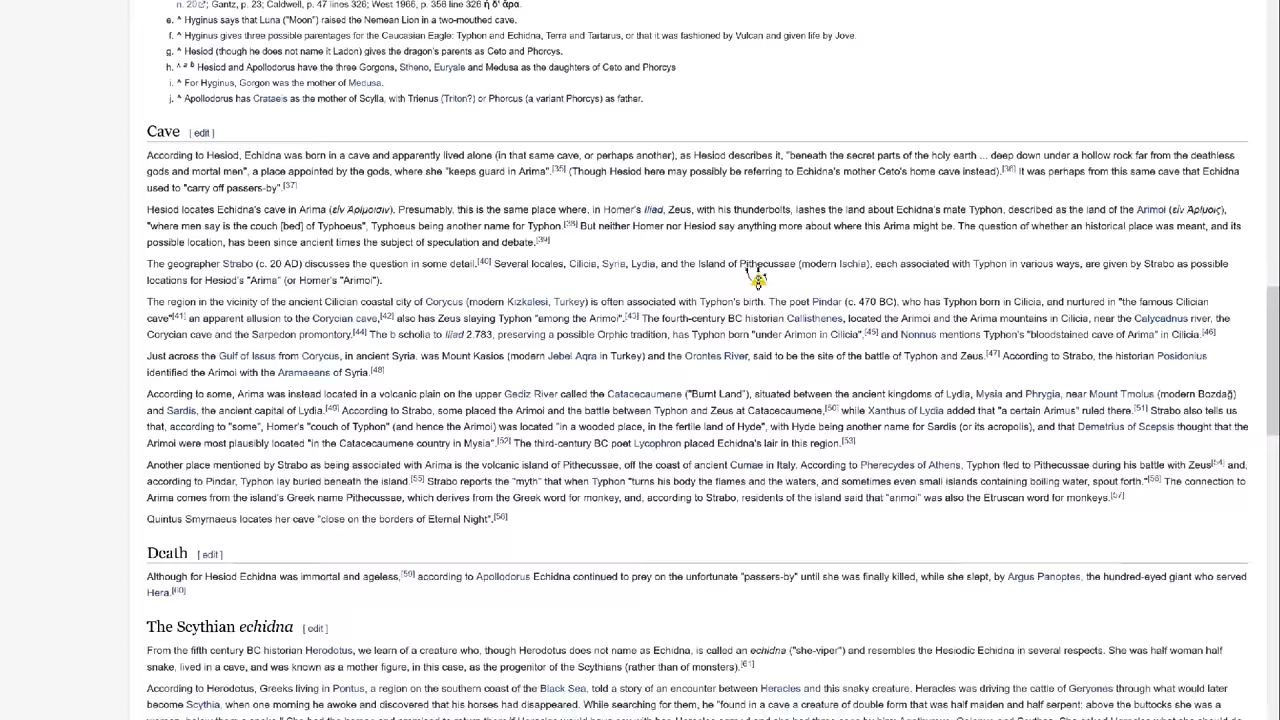 n. 20; Gantz, p. 23; Caldwell, p. 47 lines 326; West 1966, p. 356 line 326 ἡ δ' ἄρα.
e. ^ Hyginus says that Luna ("Moon") raised the Nemean Lion in a two-mouthed cave.
f. ^ Hyginus gives three possible parentages for the Caucasian Eagle: Typhon and Echidna, Terra and Tartarus, or that it was fashioned by Vulcan and given life by Jove.
g. ^ Hesiod (though he does not name it Ladon) gives the dragon's parents as Ceto and Phorcys.
h. ^ a b Hesiod and Apollodorus have the three Gorgons, Stheno, Euryale and Medusa as the daughters of Ceto and Phorcys
i. ^ For Hyginus, Gorgon was the mother of Medusa.
j. ^ Apollodorus has Crataeis as the mother of Scylla, with Trienus (Triton?) or Phorcus (a variant Phorcys) as father.
Cave [ edit ]
According to Hesiod, Echidna was born in a cave and apparently lived alone (in that same cave, or perhaps another), as Hesiod describes it, "beneath the secret parts of the holy earth ... deep down under a hollow rock far from the deathless
gods and mortal men", a place appointed by the gods, where she "keeps guard in Arima".[35] (Though Hesiod here may possibly be referring to Echidna's mother Ceto's home cave instead).[36] It was perhaps from this same cave that Echidna
used to "carry off passers-by".[37]
Hesiod locates Echidna's cave in Arima (εἰν Ἀρίμοισιν). Presumably, this is the same place where, in Homer's Iliad, Zeus, with his thunderbolts, lashes the land about Echidna's mate Typhon, described as the land of the Arimoi (εἰν Ἀρίμοις),
"where men say is the couch [bed] of Typhoeus", Typhoeus being another name for Typhon.[38] But neither Homer nor Hesiod say anything more about where this Arima might be. The question of whether an historical place was meant, and its
possible location, has been since ancient times the subject of speculation and debate.[39]
The geographer Strabo (c. 20 AD) discusses the question in some detail.[40] Several locales, Cilicia, Syria, Lydia, and the Island of Pithecussae (modern Ischia), each associated with Typhon in various ways, are given by Strabo as possible
locations for Hesiod's "Arima" (or Homer's "Arimoi").
The region in the vicinity of the ancient Cilician coastal city of Corycus (modern Kızkalesi, Turkey) is often associated with Typhon's birth. The poet Pindar (c. 470 BC), who has Typhon born in Cilicia, and nurtured in "the famous Cilician
cave"[41] an apparent allusion to the Corycian cave,[42] also has Zeus slaying Typhon "among the Arimoi".[43] The fourth-century BC historian Callisthenes, located the Arimoi and the Arima mountains in Cilicia, near the Calycadnus river, the
Corycian cave and the Sarpedon promontory.[44] The b scholia to Iliad 2.783, preserving a possible Orphic tradition, has Typhon born "under Arimon in Cilicia",[45] and Nonnus mentions Typhon's "bloodstained cave of Arima" in Cilicia.[46]
Just across the Gulf of Issus from Corycus, in ancient Syria, was Mount Kasios (modern Jebel Aqra in Turkey) and the Orontes River, said to be the site of the battle of Typhon and Zeus.[47] According to Strabo, the historian Posidonius
identified the Arimoi with the Aramaeans of Syria.[48]
According to some, Arima was instead located in a volcanic plain on the upper Gediz River called the Catacecaumene ("Burnt Land"), situated between the ancient kingdoms of Lydia, Mysia and Phrygia, near Mount Tmolus (modern Bozdağ)
and Sardis, the ancient capital of Lydia.[49] According to Strabo, some placed the Arimoi and the battle between Typhon and Zeus at Catacecaumene,[50] while Xanthus of Lydia added that "a certain Arimus" ruled there.[51] Strabo also tells us
that, according to "some", Homer's "couch of Typhon" (and hence the Arimoi) was located "in a wooded place, in the fertile land of Hyde", with Hyde being another name for Sardis (or its acropolis), and that Demetrius of Scepsis thought that the
Arimoi were most plausibly located "in the Catacecaumene country in Mysia".[52] The third-century BC poet Lycophron placed Echidna's lair in this region.[53]
Another place mentioned by Strabo as being associated with Arima is the volcanic island of Pithecussae, off the coast of ancient Cumae in Italy. According to Pherecydes of Athens, Typhon fled to Pithecussae during his battle with Zeus[54] and,
according to Pindar, Typhon lay buried beneath the island.[55] Strabo reports the "myth" that when Typhon "turns his body the flames and the waters, and sometimes even small islands containing boiling water, spout forth."[56] The connection to
Arima comes from the island's Greek name Pithecussae, which derives from the Greek word for monkey, and, according to Strabo, residents of the island said that "arimoi" was also the Etruscan word for monkeys.[57]
Quintus Smyrnaeus locates her cave "close on the borders of Eternal Night".[58]
Death [ edit ]
Although for Hesiod Echidna was immortal and ageless,[59] according to Apollodorus Echidna continued to prey on the unfortunate "passers-by" until she was finally killed, while she slept, by Argus Panoptes, the hundred-eyed giant who served
Hera.[60]
The Scythian echidna [ edit ]
From the fifth century BC historian Herodotus, we learn of a creature who, though Herodotus does not name as Echidna, is called an echidna ("she-viper") and resembles the Hesiodic Echidna in several respects. She was half woman half
snake, lived in a cave, and was known as a mother figure, in this case, as the progenitor of the Scythians (rather than of monsters).[61]
According to Herodotus, Greeks living in Pontus, a region on the southern coast of the Black Sea, told a story of an encounter between Heracles and this snaky creature. Heracles was driving the cattle of Geryones through what would later
become Scythia, when one morning he awoke and discovered that his horses had disappeared. While searching for them, he "found in a cave a creature of double form that was half maiden and half serpent; above the buttocks she was a